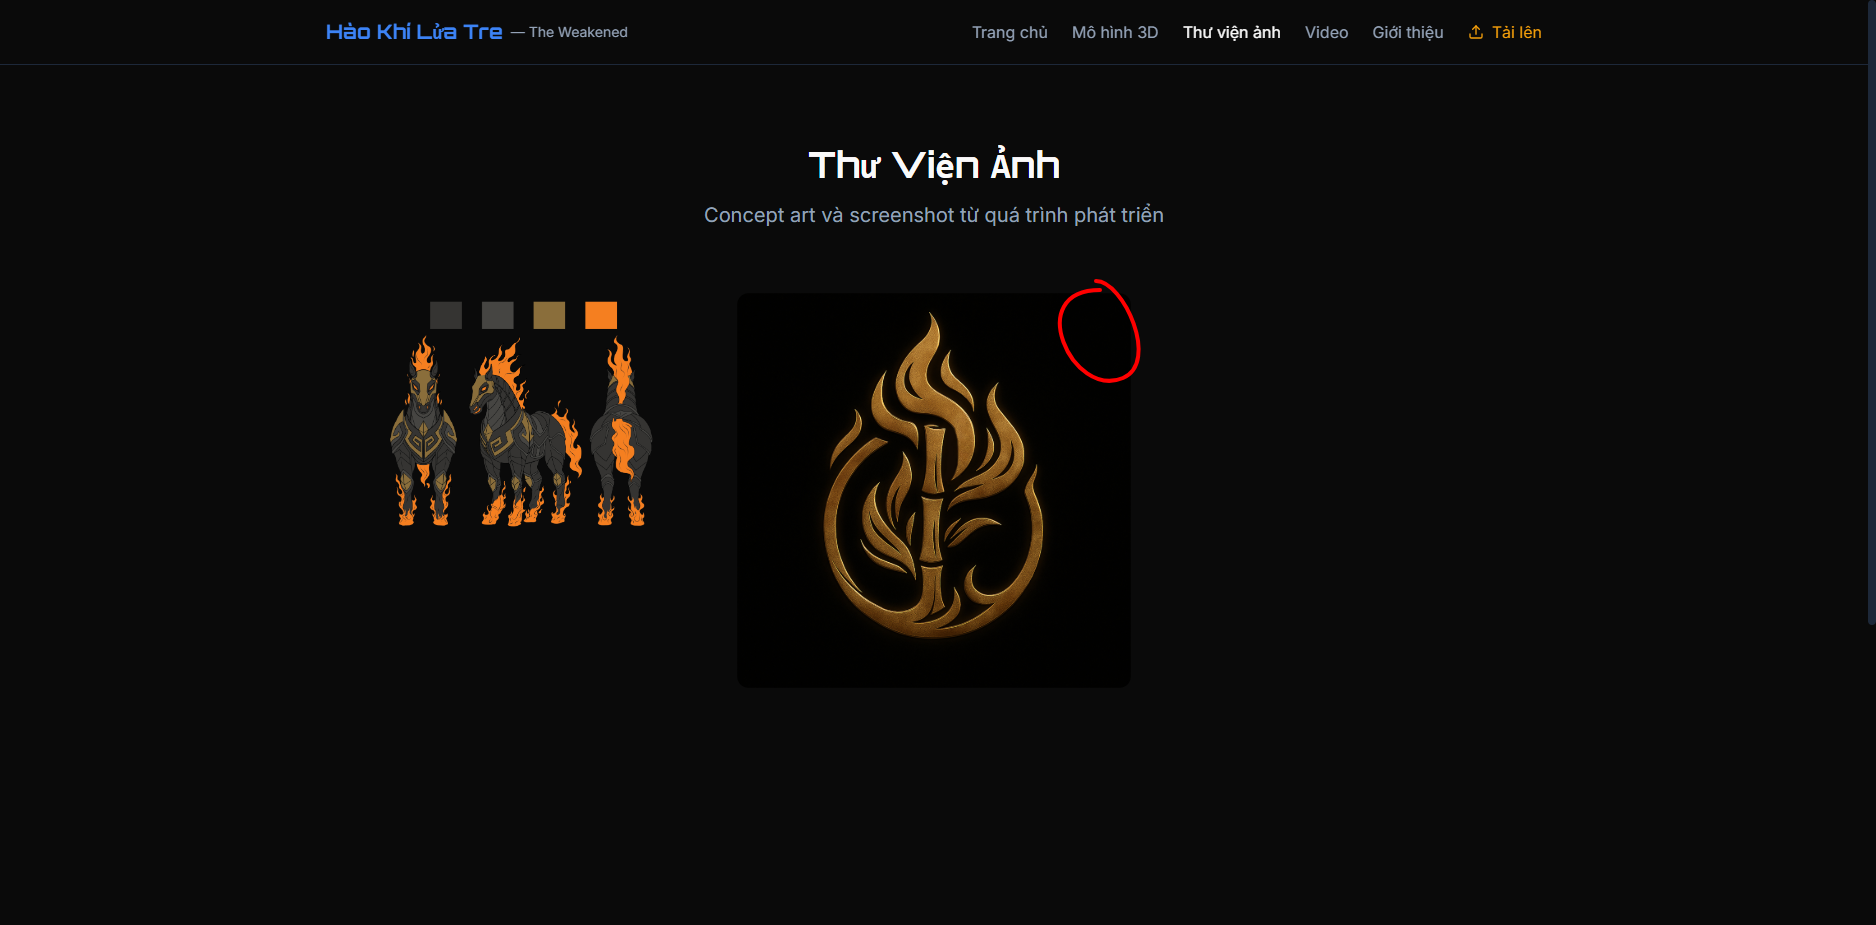 Hào Khí Lửa Tre — The Weakened
Trang chủ Mô hình 3D Thư viện ảnh Video Giới thiệu Tải lên
Thư Viện Ảnh
Concept art và screenshot từ quá trình phát triển